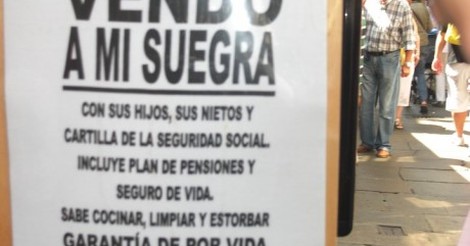 VENDO
A MI SUEGRA
CON SUS HIJOS, SUS NIETOS Y
CARTILLA DE LA SEGURIDAD SOCIAL.
INCLUYE PLAN DE PENSIONES Y
SEGURO DE VIDA.
SABE COCINAR, LIMPIAR Y ESTORBAR
GARANTÍA DE POR VIDA